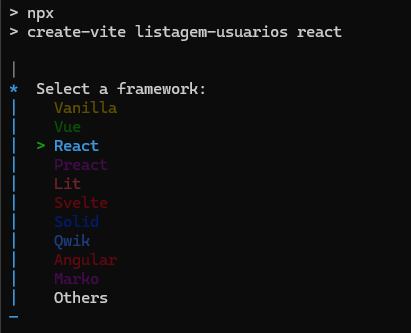 > npx
> create-vite listagem-usuarios react
Select a framework:
Vanilla
Vue
> React
Preact
Lit
Svelte
Solid
Qwik
Angular
Marko
Others